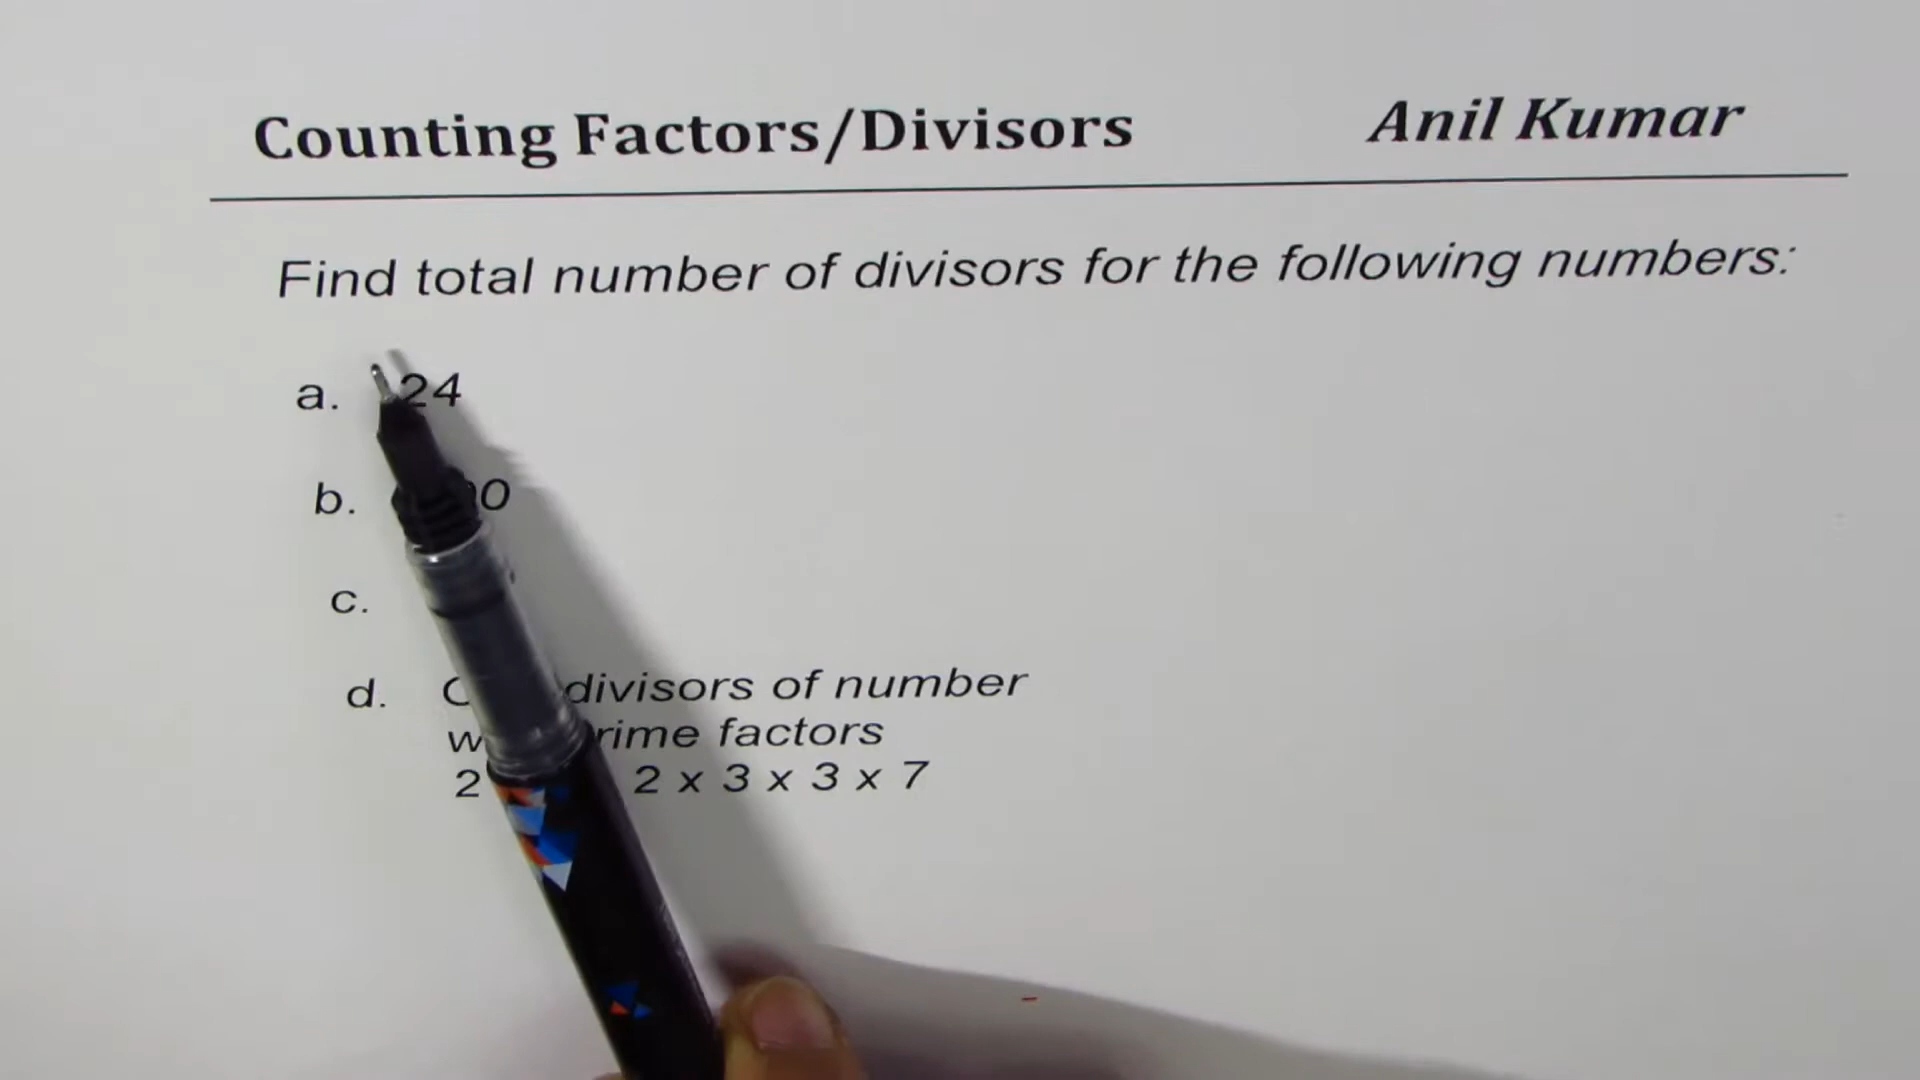 Counting Factors/Divisors Anil Kumar
Find total number of divisors for the following numbers:
a. 24
b.
c.
d. divisors of number
factors
2 2 x 3 x 3 x 7